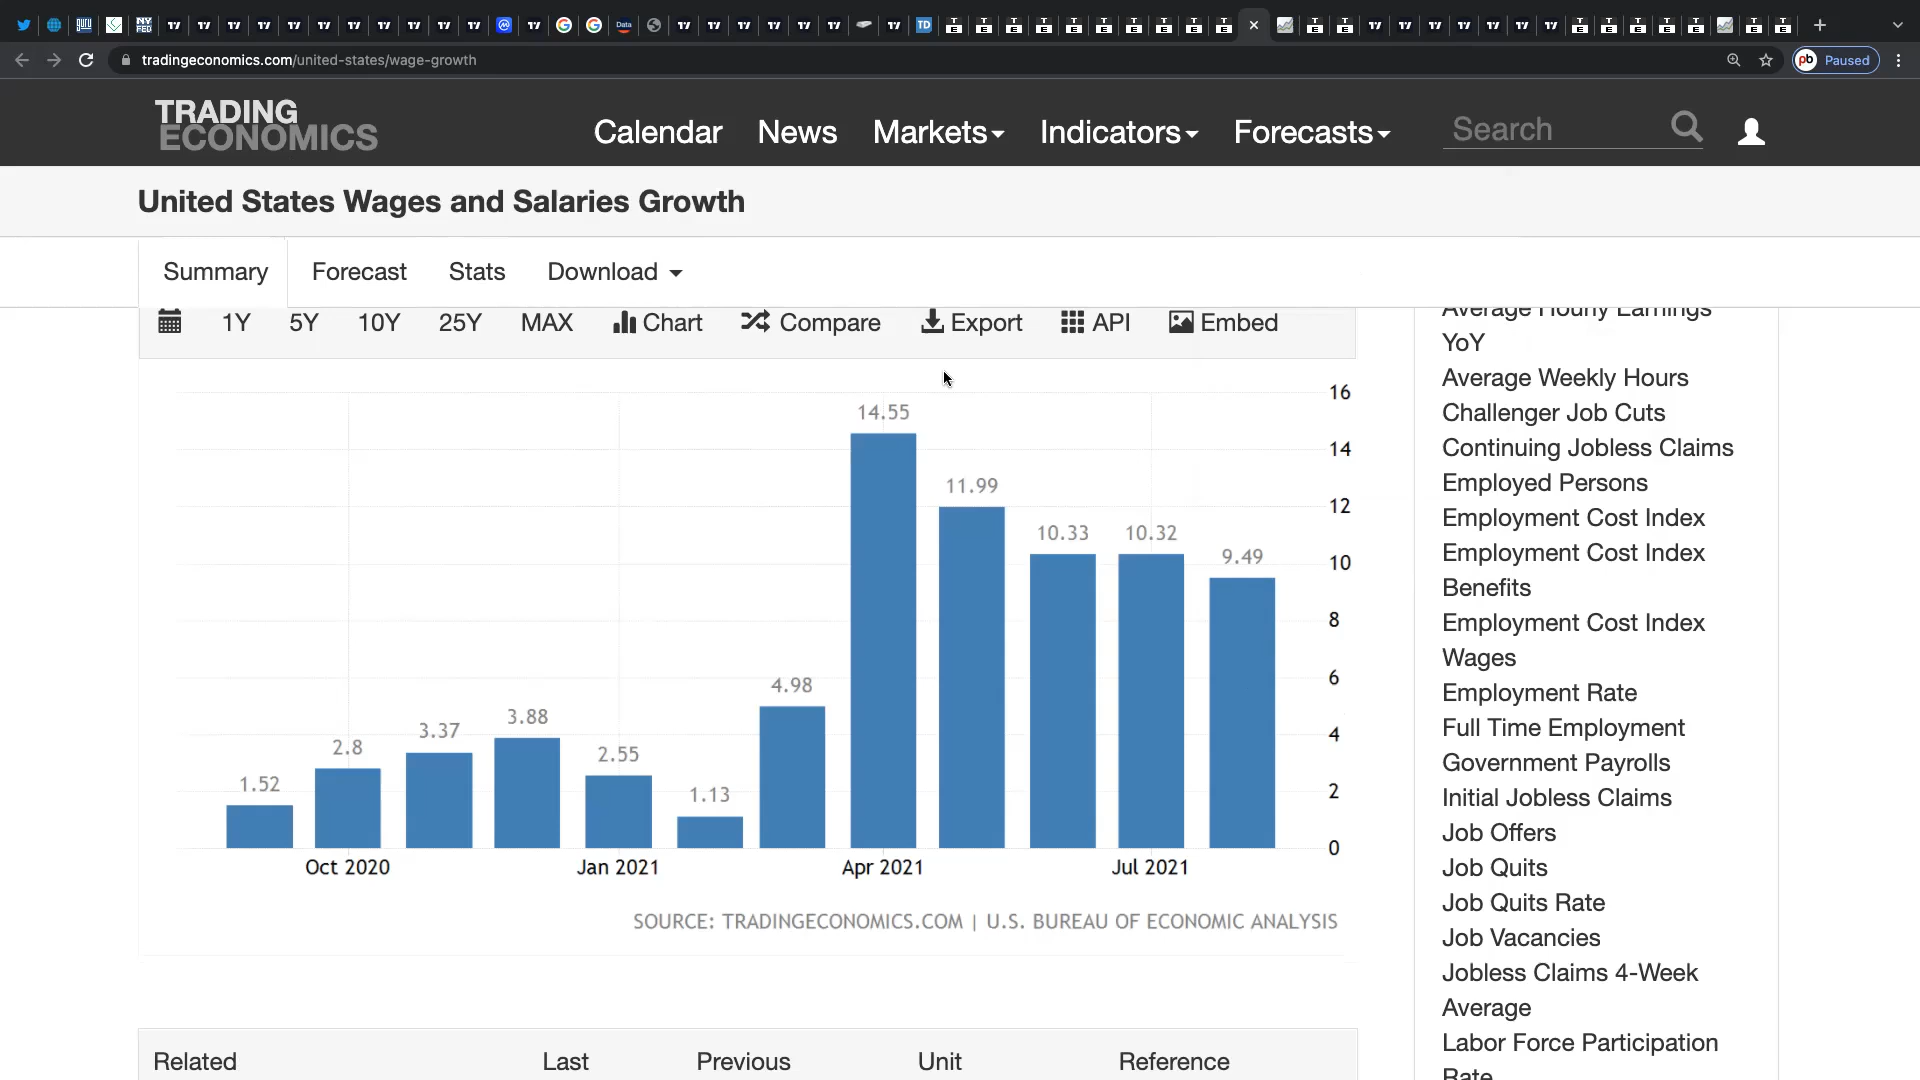 tradingeconomics.com/united-states/wage-growth
Paused
TRADING
ECONOMICS
Calendar News Markets Indicators Forecasts
Search
United States Wages and Salaries Growth
Summary Forecast Stats Download
1Y 5Y 10Y 25Y MAX Chart Compare Export API Embed
16
14
12
10
8
6
4
2
0
1.52
2.8
3.37
3.88
2.55
1.13
4.98
14.55
11.99
10.33
10.32
9.49
Oct 2020 Jan 2021 Apr 2021 Jul 2021
SOURCE: TRADINGECONOMICS.COM | U.S. BUREAU OF ECONOMIC ANALYSIS
Related Last Previous Unit Reference
Average Hourly Earnings
YoY
Average Weekly Hours
Challenger Job Cuts
Continuing Jobless Claims
Employed Persons
Employment Cost Index
Employment Cost Index
Benefits
Employment Cost Index
Wages
Employment Rate
Full Time Employment
Government Payrolls
Initial Jobless Claims
Job Offers
Job Quits
Job Quits Rate
Job Vacancies
Jobless Claims 4-Week
Average
Labor Force Participation
Rate